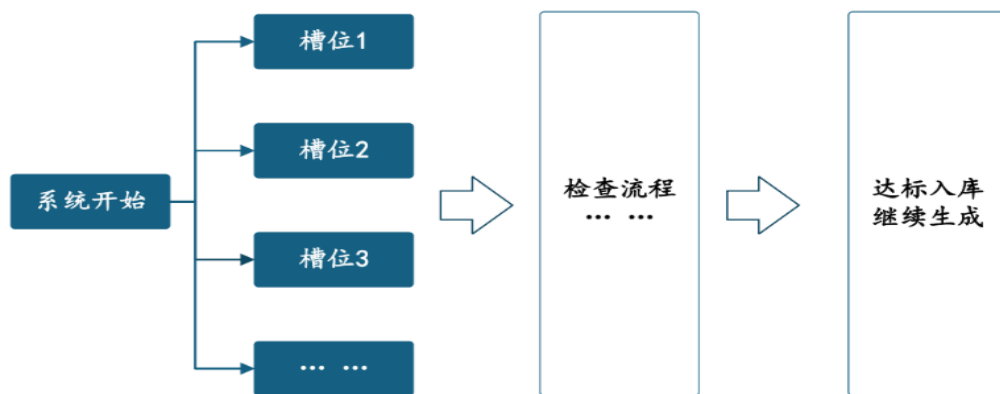 系统开始
槽位1
槽位2
槽位3
… …
检查流程
… …
达标入库
继续生成